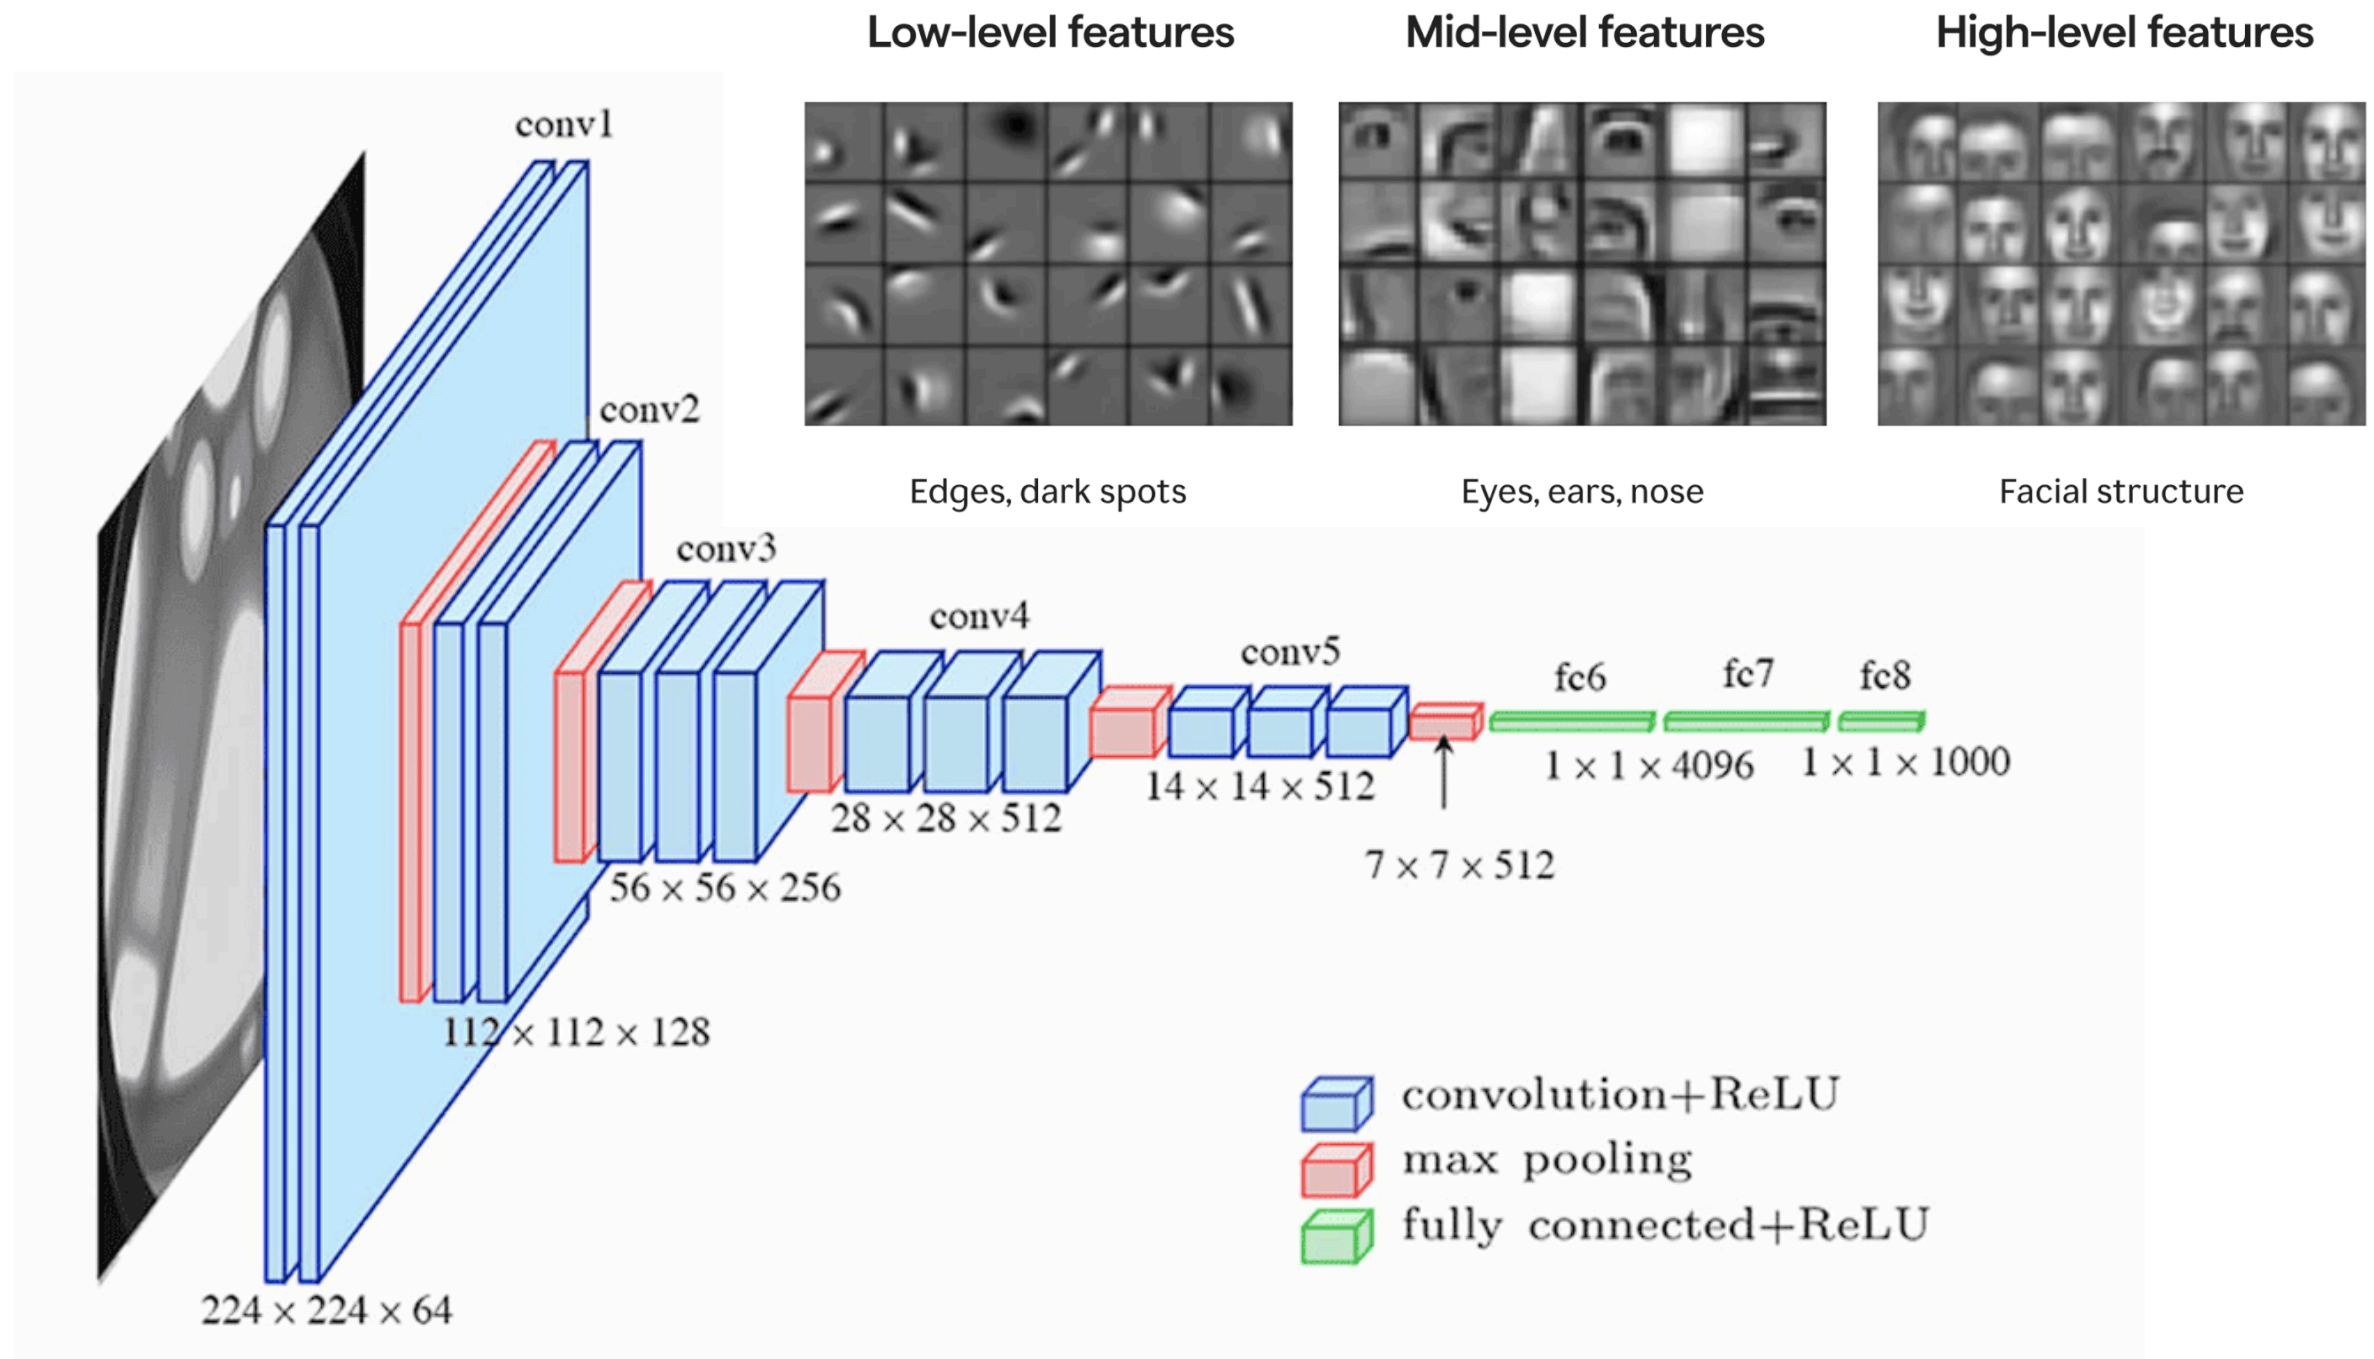 Low-level features
Mid-level features
High-level features
Edges, dark spots
Eyes, ears, nose
Facial structure
conv1
conv2
conv3
conv4
conv5
fc6
fc7
fc8
224 × 224 × 64
112 × 112 × 128
56 × 56 × 256
28 × 28 × 512
14 × 14 × 512
7 × 7 × 512
1 × 1 × 4096
1 × 1 × 1000
convolution+ReLU
max pooling
fully connected+ReLU